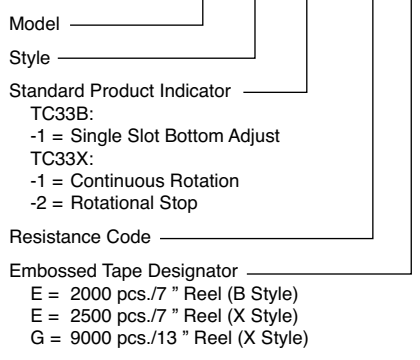 Model
Style
Standard Product Indicator
TC33B:
-1 = Single Slot Bottom Adjust
TC33X:
-1 = Continuous Rotation
-2 = Rotational Stop
Resistance Code
Embossed Tape Designator
E = 2000 pcs./7 " Reel (B Style)
E = 2500 pcs./7 " Reel (X Style)
G = 9000 pcs./13 " Reel (X Style)